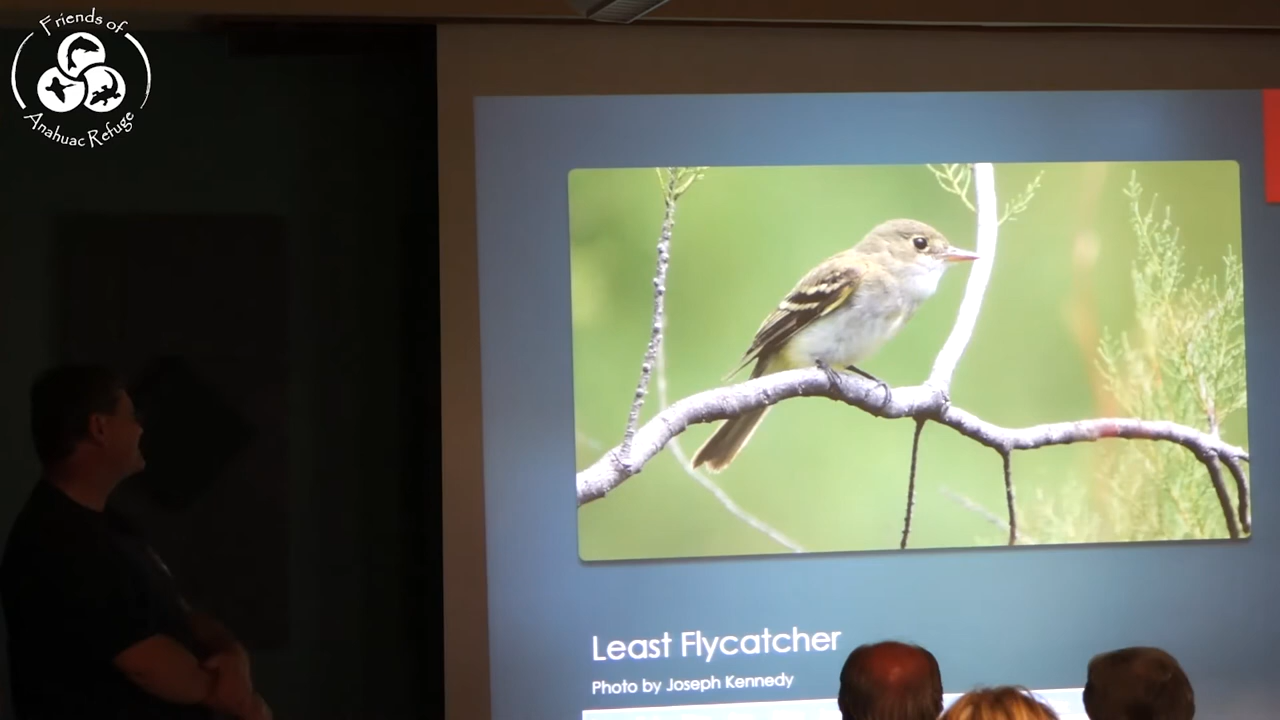 Friends of
Anahuac Refuge
Least Flycatcher
Photo by Joseph Kennedy